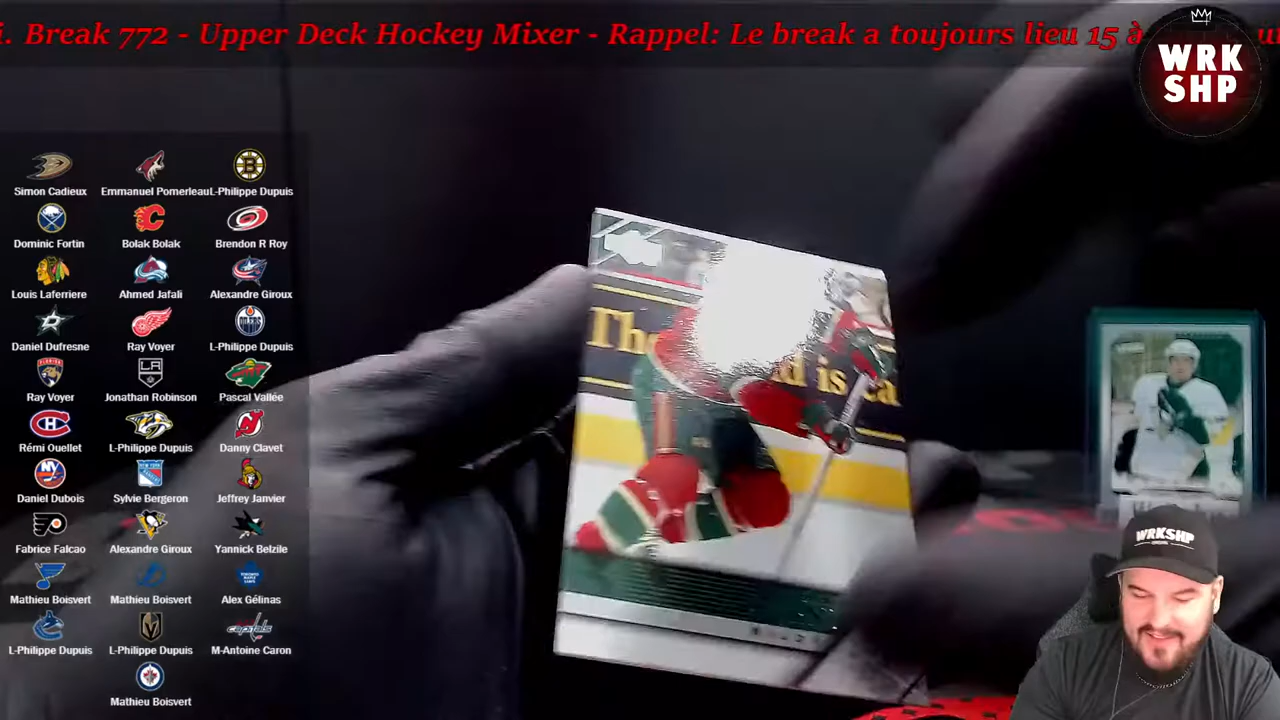 i. Break 772 - Upper Deck Hockey Mixer - Rappel: Le break a toujours lieu 15 à
WRK
SHP
Simon Cadieux
Emmanuel Pomerleau
L-Philippe Dupuis
Dominic Fortin
Bolak Bolak
Brendon R Roy
Louis Laferriere
Ahmed Jafali
Alexandre Giroux
Daniel Dufresne
Ray Voyer
L-Philippe Dupuis
Ray Voyer
Jonathan Robinson
Pascal Vallée
Rémi Ouellet
L-Philippe Dupuis
Danny Clavet
Daniel Dubois
Sylvie Bergeron
Jeffrey Janvier
Fabrice Falcao
Alexandre Giroux
Yannick Belzile
Mathieu Boisvert
Mathieu Boisvert
Alex Gélinas
L-Philippe Dupuis
L-Philippe Dupuis
M-Antoine Caron
Mathieu Boisvert
The
is
WRKSHP